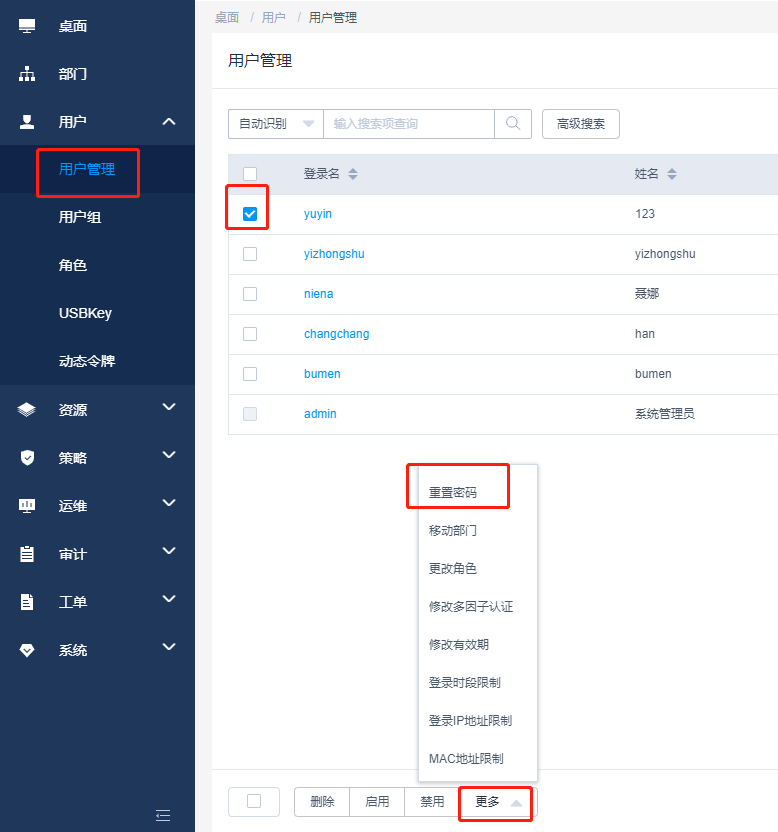 桌面
部门
用户
用户管理
用户组
角色
USBKey
动态令牌
资源
策略
运维
审计
工单
系统
桌面 / 用户 / 用户管理
用户管理
自动识别 输入搜索项查询 高级搜索
登录名 姓名
yuyin 123
yizhongshu yizhongshu
niena 聂娜
changchang han
bumen bumen
admin 系统管理员
重置密码
移动部门
更改角色
修改多因子认证
修改有效期
登录时段限制
登录IP地址限制
MAC地址限制
删除 启用 禁用 更多